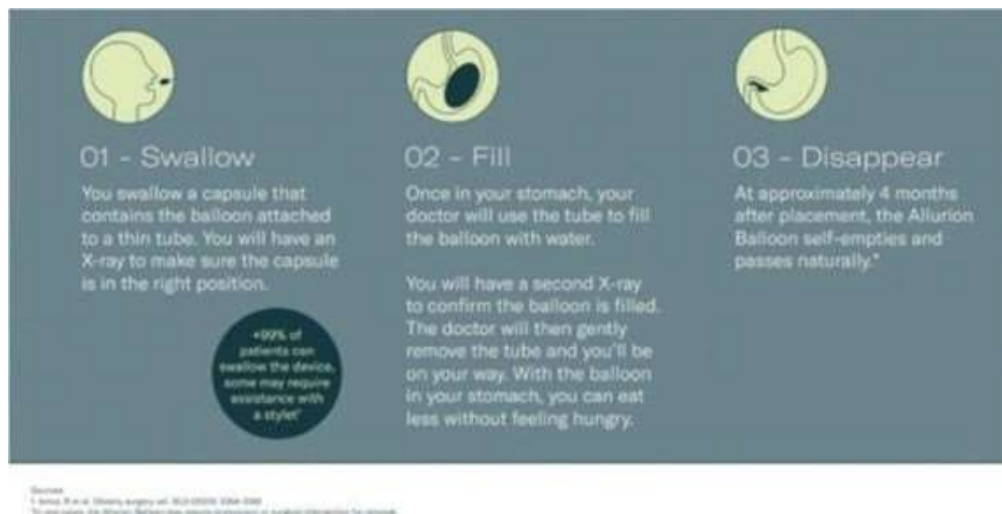 01 - Swallow
You swallow a capsule that
contains the balloon attached
to a thin tube. You will have an
X-ray to make sure the capsule
is in the right position.
+99% of
patients can
swallow the device,
some may require
assistance with
a stylet¹
02 - Fill
Once in your stomach, your
doctor will use the tube to fill
the balloon with water.
You will have a second X-ray
to confirm the balloon is filled.
The doctor will then gently
remove the tube and you'll be
on your way. With the balloon
in your stomach, you can eat
less without feeling hungry.
03 - Disappear
At approximately 4 months
after placement, the Allurion
Balloon self-empties and
passes naturally.*
Sources